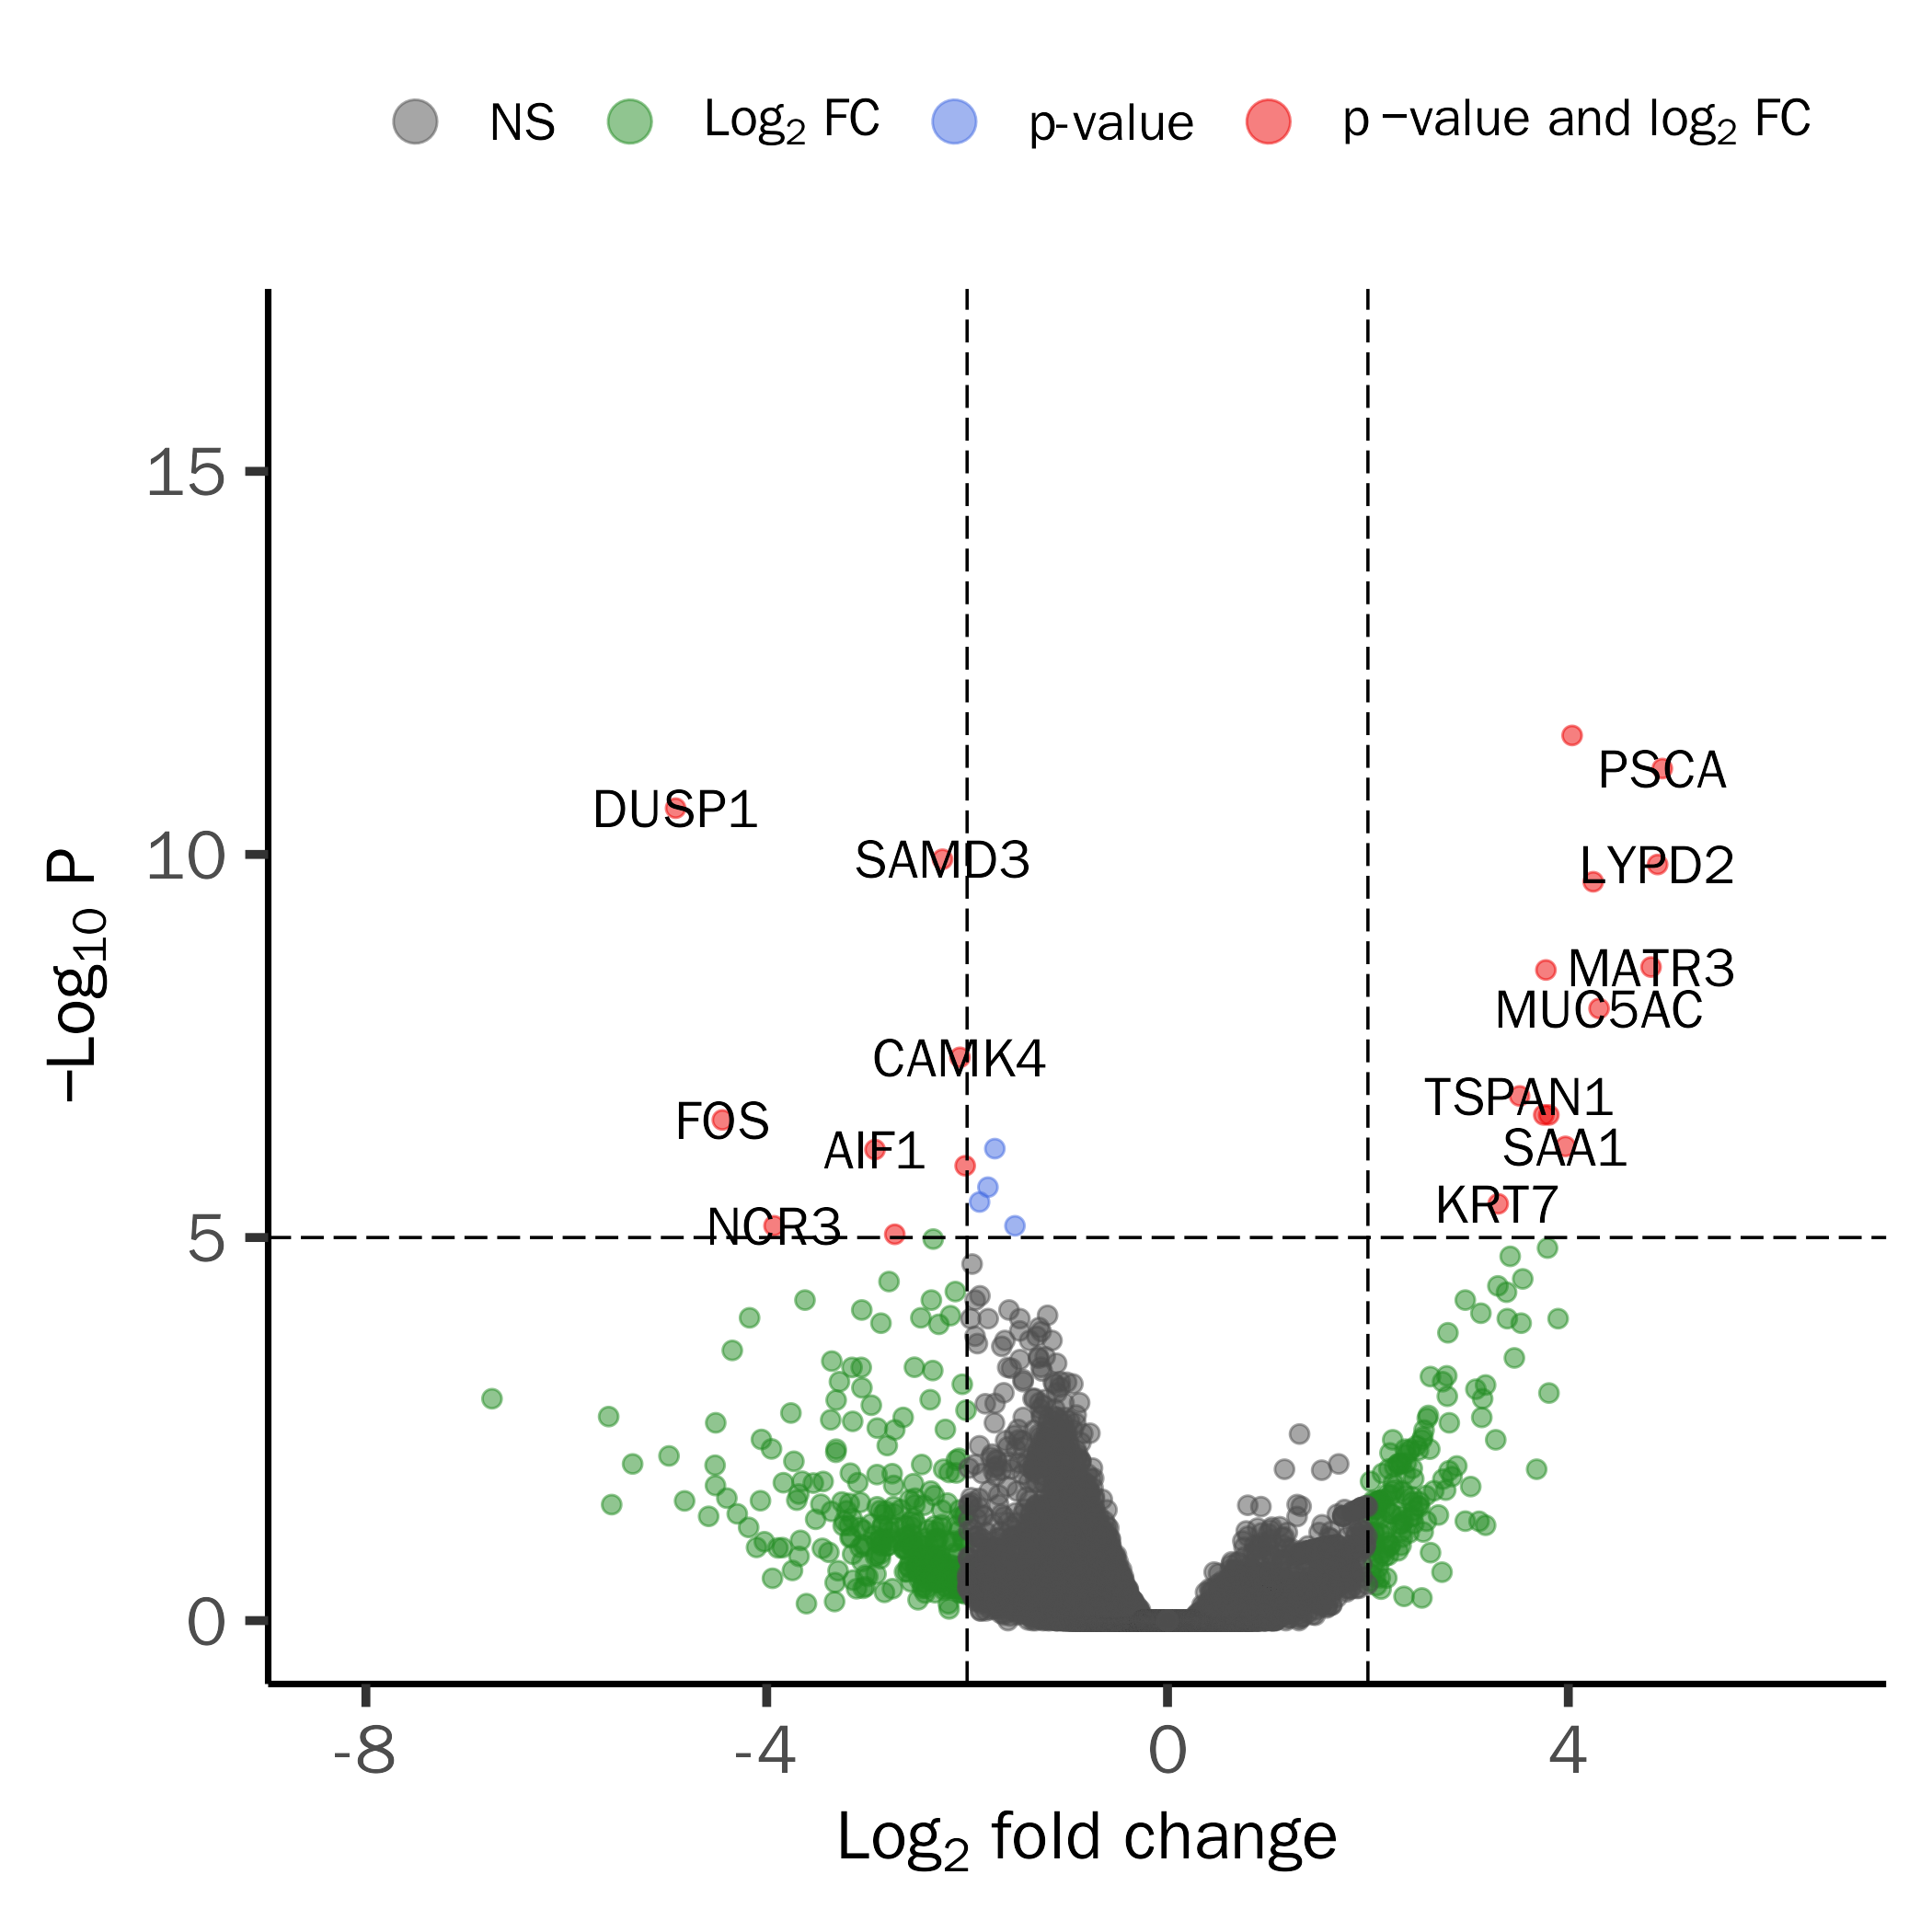 NS Log2 FC p-value p −value and log2 FC
15
10
5
0
−Log10 P
PSCA
DUSP1
SAMD3
LYPD2
MATR3
MUC5AC
CAMK4
TSPAN1
FOS
AIF1
SAA1
KRT7
NCR3
-8 -4 0 4
Log2 fold change